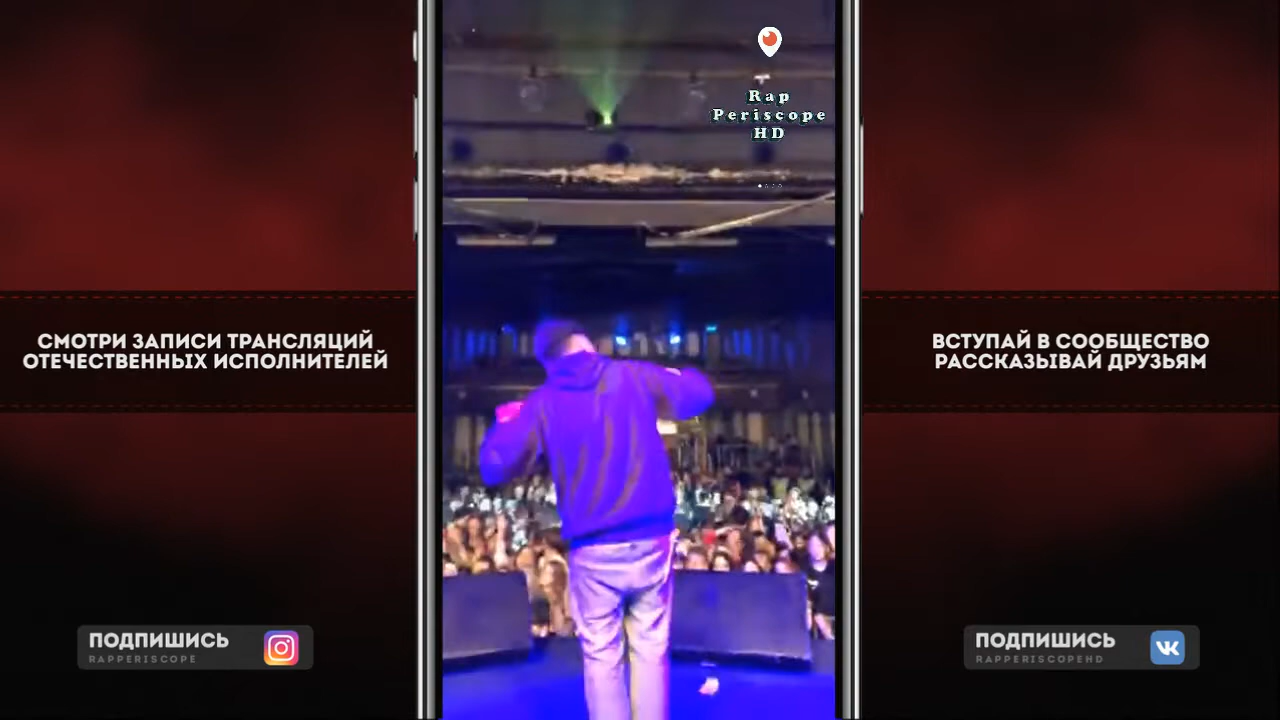 Rap
Periscope
HD
СМОТРИ ЗАПИСИ ТРАНСЛЯЦИЙ
ОТЕЧЕСТВЕННЫХ ИСПОЛНИТЕЛЕЙ
ВСТУПАЙ В СООБЩЕСТВО
РАССКАЗЫВАЙ ДРУЗЬЯМ
ПОДПИШИСЬ
RAPPERISCOPE
ПОДПИШИСЬ
RAPPERISCOPEHD